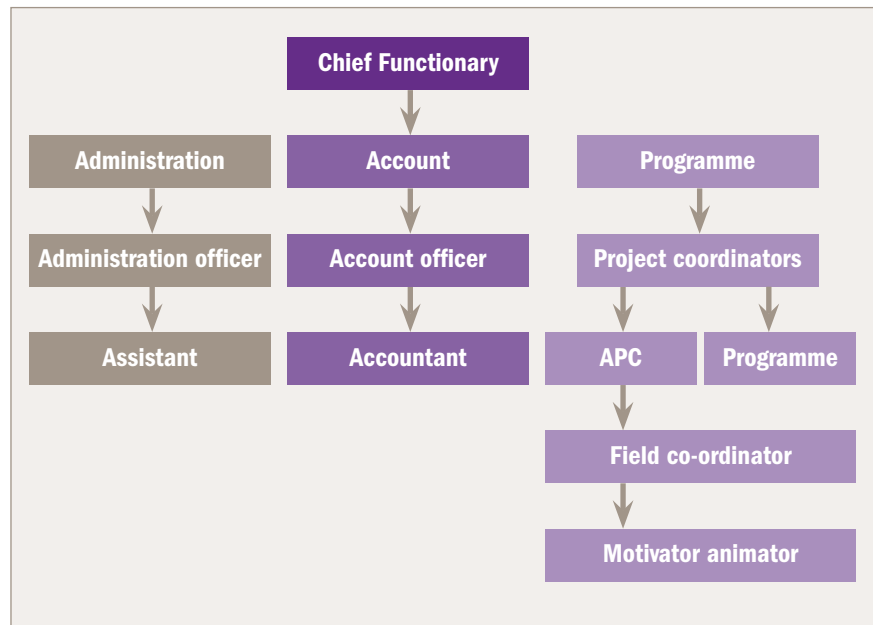 Chief Functionary
Administration
Account
Programme
Administration officer
Account officer
Project coordinators
Assistant
Accountant
APC
Programme
Field co-ordinator
Motivator animator